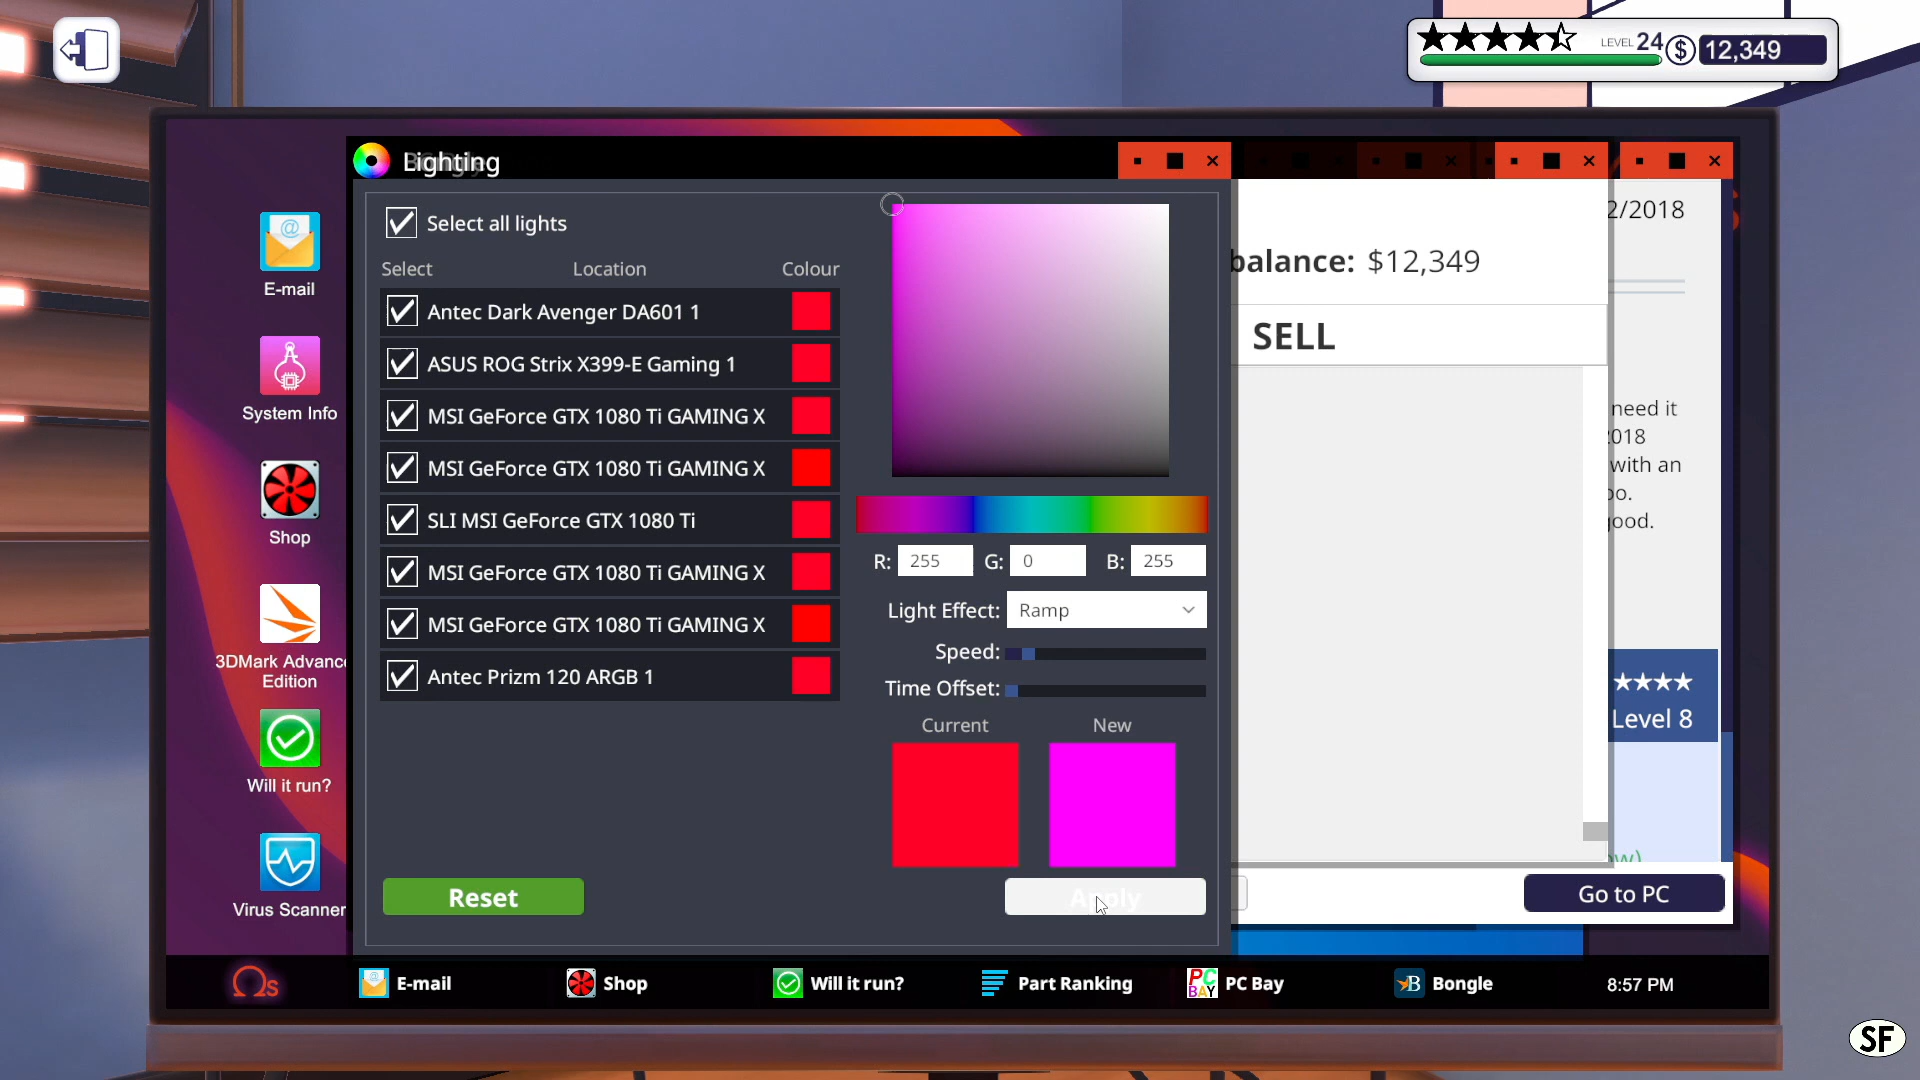 LEVEL 24 $ 12,349
Lighting
Select all lights
Select Location Colour
Antec Dark Avenger DA601 1
ASUS ROG Strix X399-E Gaming 1
MSI GeForce GTX 1080 Ti GAMING X
MSI GeForce GTX 1080 Ti GAMING X
SLI MSI GeForce GTX 1080 Ti
MSI GeForce GTX 1080 Ti GAMING X
MSI GeForce GTX 1080 Ti GAMING X
Antec Prizm 120 ARGB 1
Reset
R: 255 G: 0 B: 255
Light Effect: Ramp
Speed:
Time Offset:
Current New
Apply
2/2018
balance: $12,349
SELL
need it
018
with an
good.
Level 8
Go to PC
E-mail
System Info
Shop
3DMark Advance
Edition
Will it run?
Virus Scanner
Ωs E-mail Shop Will it run? Part Ranking PC BAY PC Bay B Bongle 8:57 PM
SF